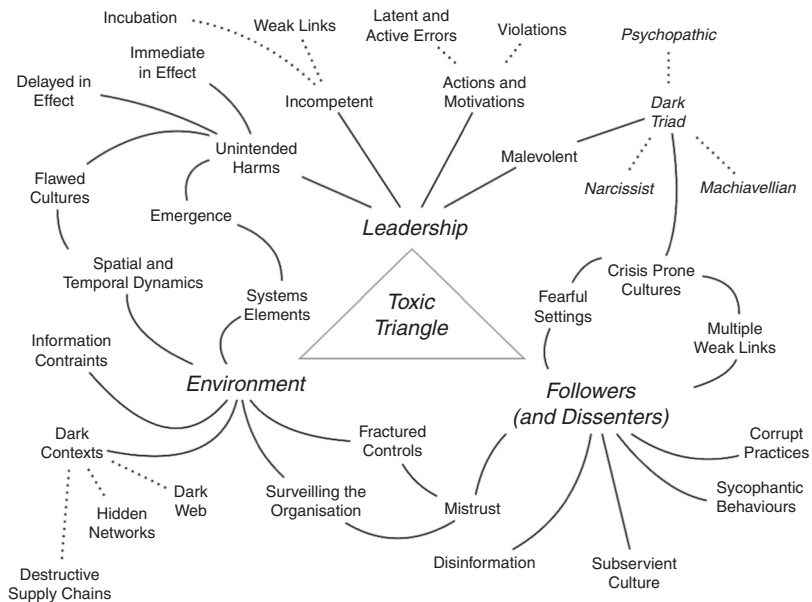 Incubation
Weak Links
Latent and
Active Errors
Violations
Psychopathic
Immediate
in Effect
Delayed in
Effect
Incompetent
Actions and
Motivations
Dark
Triad
Unintended
Harms
Malevolent
Flawed
Cultures
Narcissist
Machiavellian
Emergence
Leadership
Spatial and
Temporal Dynamics
Crisis Prone
Cultures
Systems
Elements
Toxic
Triangle
Fearful
Settings
Information
Contraints
Multiple
Weak Links
Environment
Followers
(and Dissenters)
Dark
Contexts
Fractured
Controls
Corrupt
Practices
Dark
Web
Surveilling the
Organisation
Mistrust
Sycophantic
Behaviours
Hidden
Networks
Disinformation
Subservient
Culture
Destructive
Supply Chains